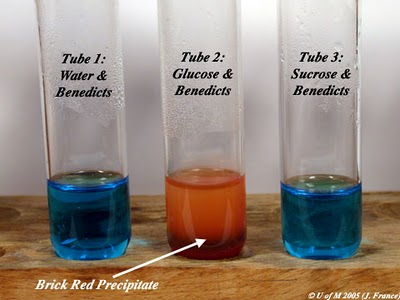 Tube 1:
Water &
Benedicts
Tube 2:
Glucose &
Benedicts
Tube 3:
Sucrose &
Benedicts
Brick Red Precipitate
© U of M 2005 (J. France)